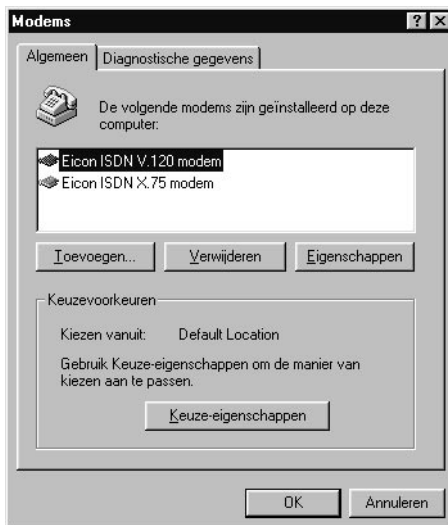 Modems
Algemeen
Diagnostische gegevens
De volgende modems zijn geïnstalleerd op deze
computer:
Eicon ISDN V.120 modem
Eicon ISDN X.75 modem
Toevoegen...
Verwijderen
Eigenschappen
Keuzevoorkeuren
Kiezen vanuit: Default Location
Gebruik Keuze-eigenschappen om de manier van
kiezen aan te passen.
Keuze-eigenschappen
OK
Annuleren